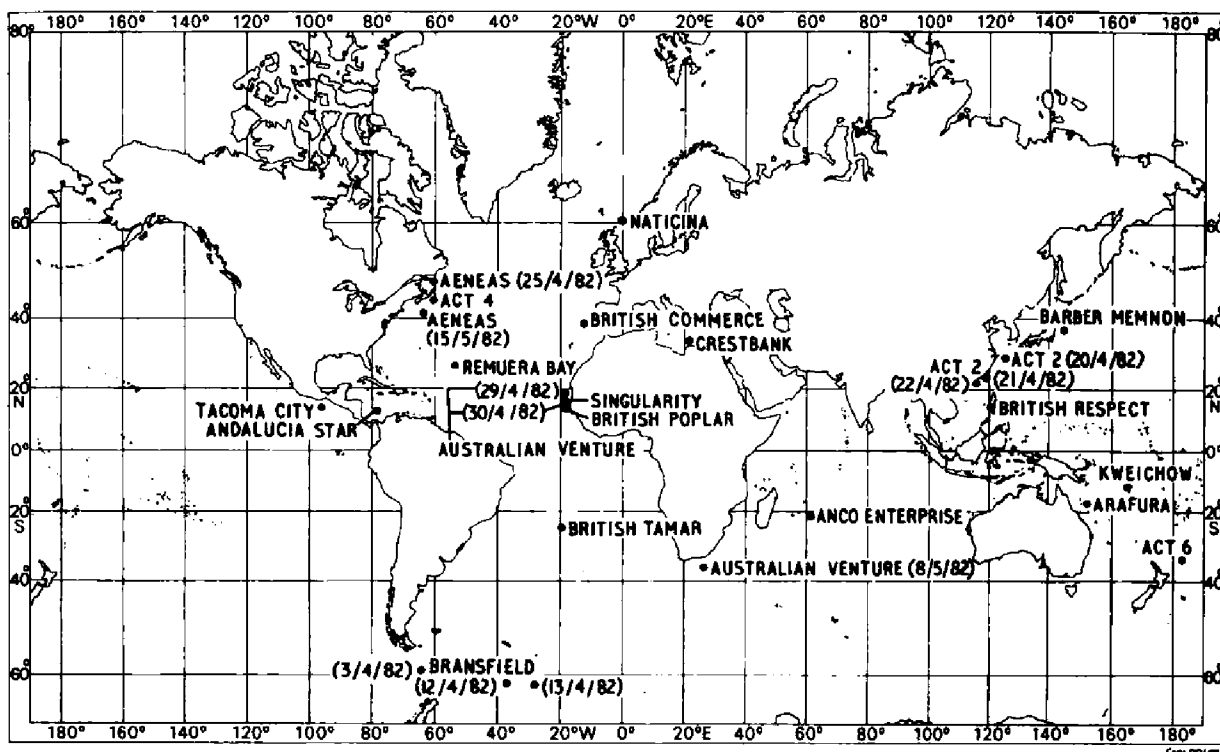 180° 160° 140° 120° 100° 80° 60° 40° 20°W 0° 20°E 40° 60° 80° 100° 120° 140° 160° 180°
80° 80°
60° 60°
NATICINA
AENEAS (25/4/82)
ACT 4
40° 40°
AENEAS
(15/5/82)
BRITISH COMMERCE
CRESTBANK
BARBER MEMNON
REMUERA BAY
ACT 2 (20/4/82)
ACT 2
(21/4/82)
(22/4/82)
20° 20°
N N
(29/4/82)
(30/4/82)
SINGULARITY
BRITISH POPLAR
TACOMA CITY
ANDALUCIA STAR
BRITISH RESPECT
AUSTRALIAN VENTURE
0° 0°
KWEICHOW
ARAFURA
20° 20°
S S
BRITISH TAMAR
ANCO ENTERPRISE
ACT 6
AUSTRALIAN VENTURE (8/5/82)
40° 40°
BRANSFIELD
(3/4/82)
(12/4/82)
(13/4/82)
60° 60°
180° 160° 140° 120° 100° 80° 60° 40° 20°W 0° 20°E 40° 60° 80° 100° 120° 140° 160° 180°